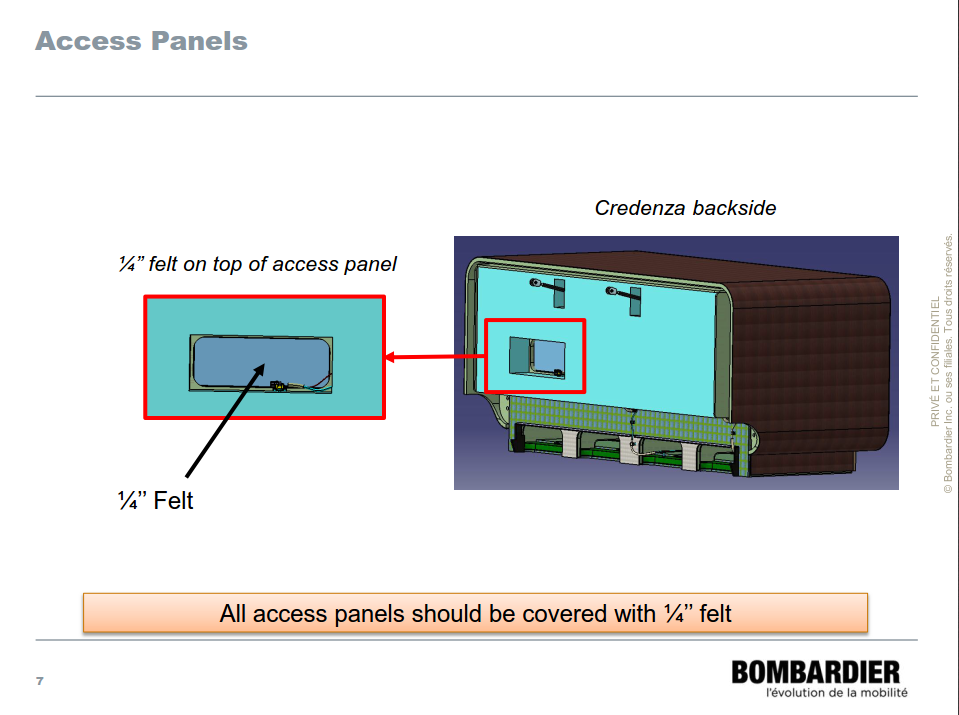 Access Panels
Credenza backside
¼” felt on top of access panel
¼’’ Felt
All access panels should be covered with ¼’’ felt
PRIVÉ ET CONFIDENTIEL
© Bombardier Inc. ou ses filiales. Tous droits réservés.
7
BOMBARDIER
l'évolution de la mobilité